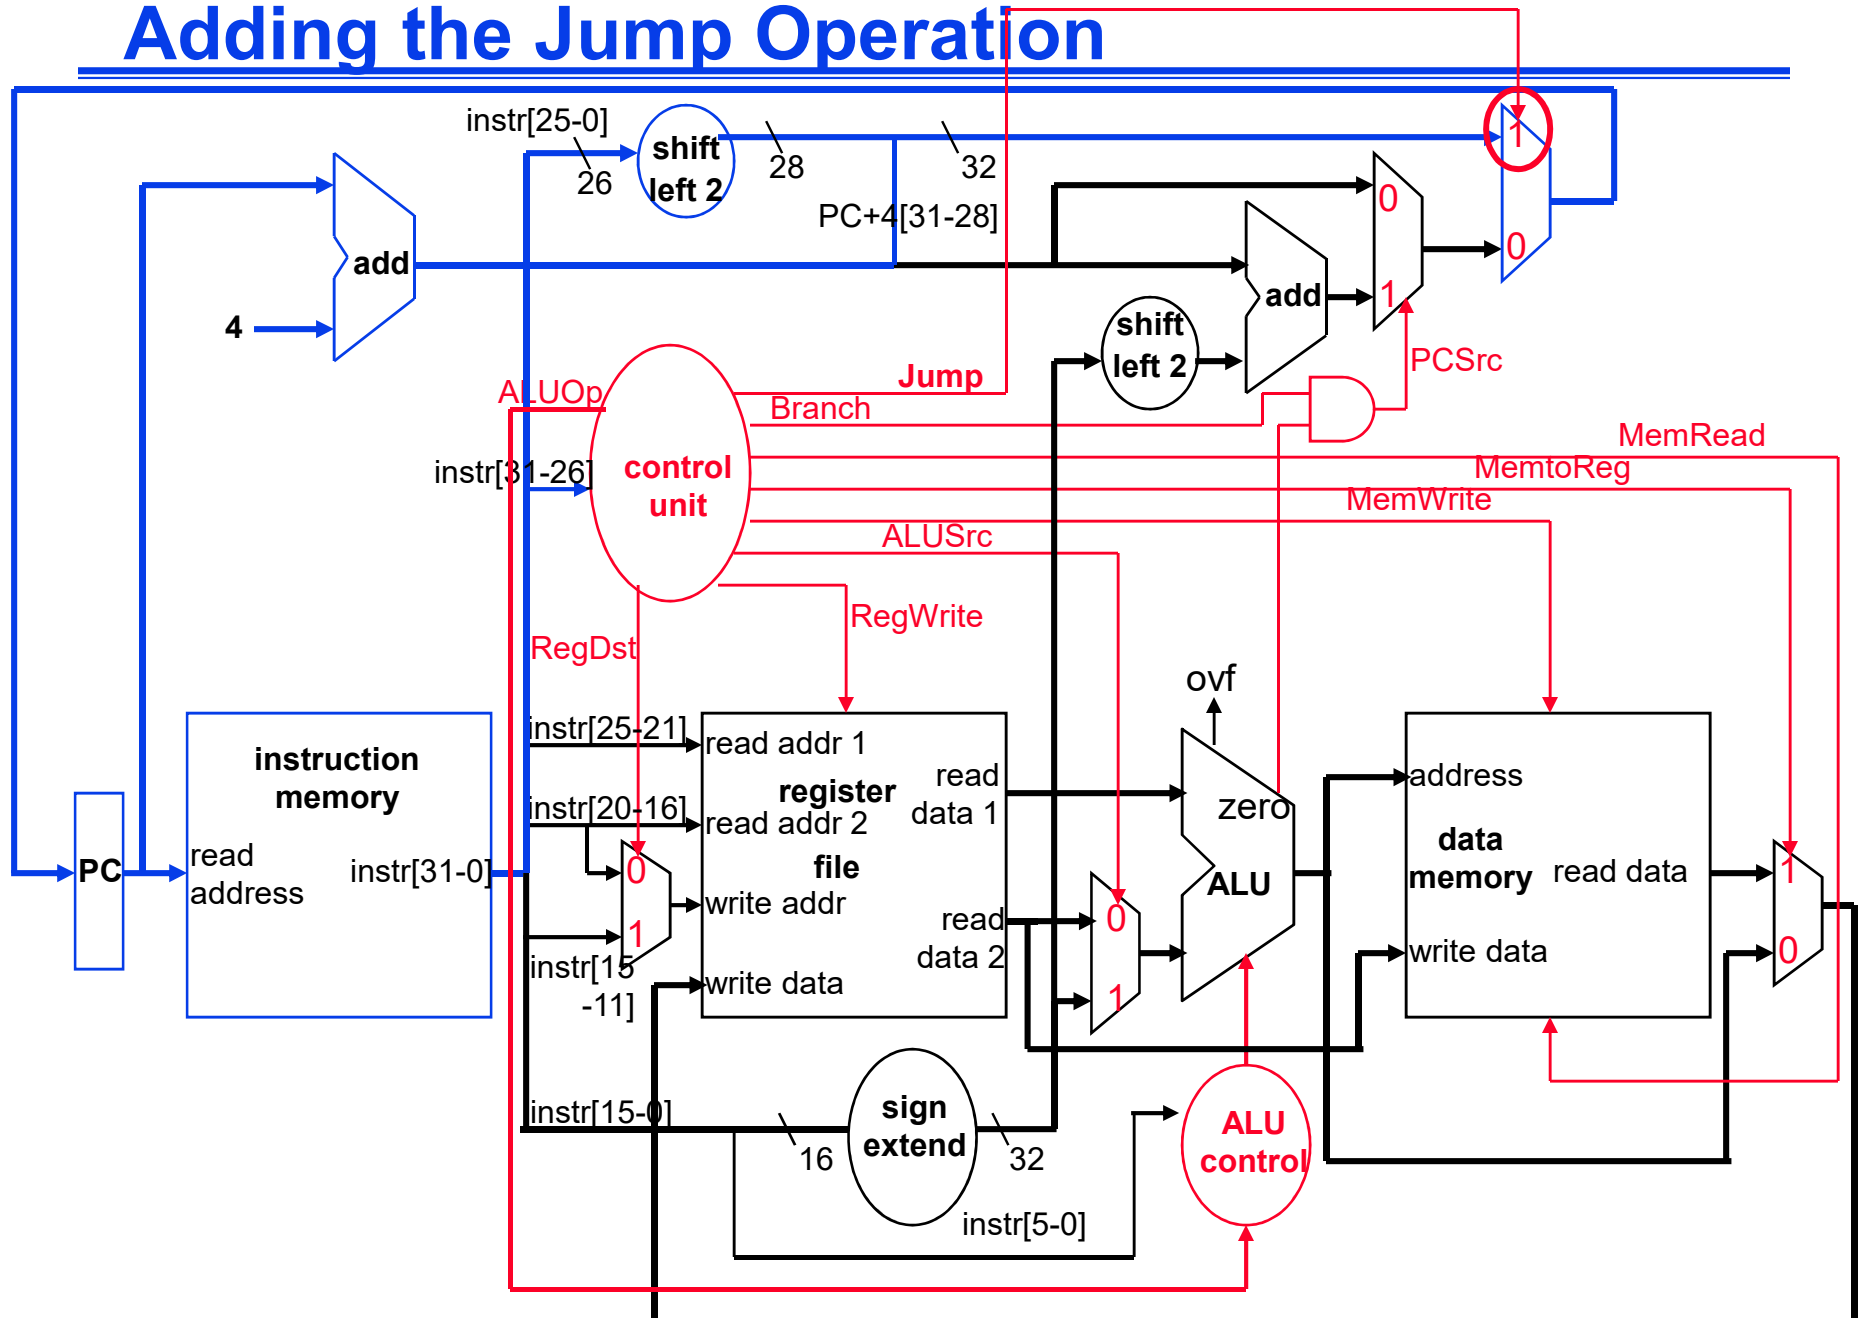 Adding the Jump Operation
instr[25-0]
shift
left 2
26
28
32
PC+4[31-28]
1
0
0
1
add
4
add
shift
left 2
PCSrc
Jump
ALUOp
Branch
MemRead
instr[31-26]
control
unit
MemtoReg
MemWrite
ALUSrc
RegWrite
RegDst
ovf
instruction
memory
instr[25-21]
read addr 1
register
read
data 1
zero
address
instr[20-16]
read addr 2
file
data
memory
PC
read
address
instr[31-0]
0
1
write addr
ALU
read data
1
0
read
data 2
0
1
write data
instr[15
-11]
write data
instr[15-0]
16
sign
extend
32
ALU
control
instr[5-0]